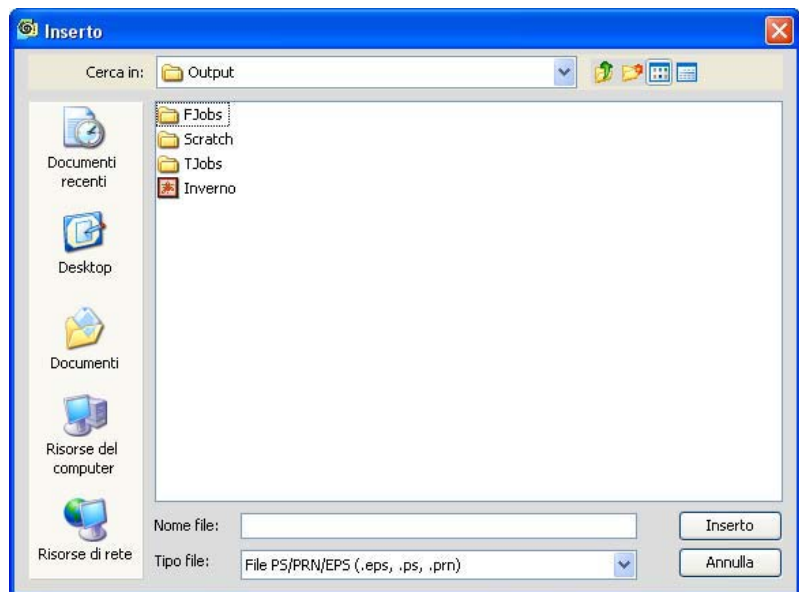 Inserto
Cerca in:
Output
FJobs
Scratch
TJobs
Inverno
Documenti
recenti
Desktop
Documenti
Risorse del
computer
Risorse di rete
Nome file:
Inserto
Tipo file:
File PS/PRN/EPS (.eps, .ps, .prn)
Annulla